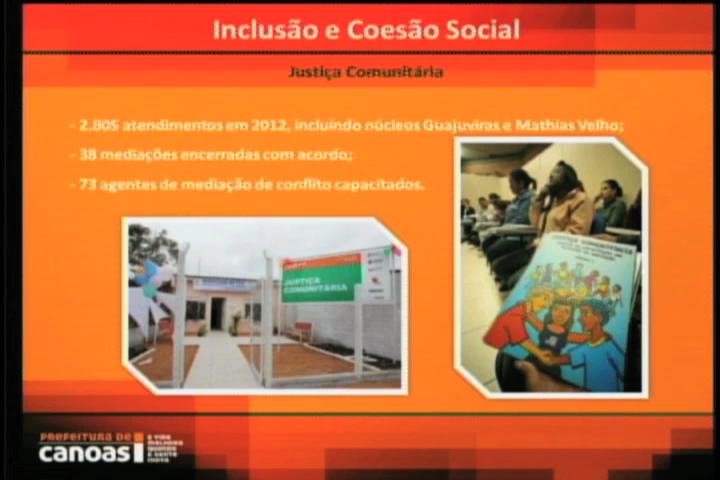 Inclusão e Coesão Social
Justiça Comunitária
- 2.805 atendimentos em 2012, incluindo núcleos Guajuviras e Mathias Velho;
- 38 mediações encerradas com acordo;
- 73 agentes de mediação de conflito capacitados.
JUSTIÇA COMUNITÁRIA
JUSTIÇA
COMUNITÁRIA
PREFEITURA DE
canoas